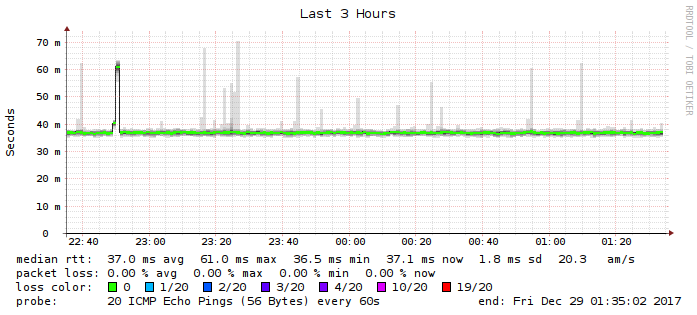 Last 3 Hours
RRDTOOL / TOBI OETIKER
Seconds
70 m
60 m
50 m
40 m
30 m
20 m
10 m
0
22:40 23:00 23:20 23:40 00:00 00:20 00:40 01:00 01:20
median rtt: 37.0 ms avg 61.0 ms max 36.5 ms min 37.1 ms now 1.8 ms sd 20.3 am/s
packet loss: 0.00 % avg 0.00 % max 0.00 % min 0.00 % now
loss color: 0 1/20 2/20 3/20 4/20 10/20 19/20
probe: 20 ICMP Echo Pings (56 Bytes) every 60s end: Fri Dec 29 01:35:02 2017